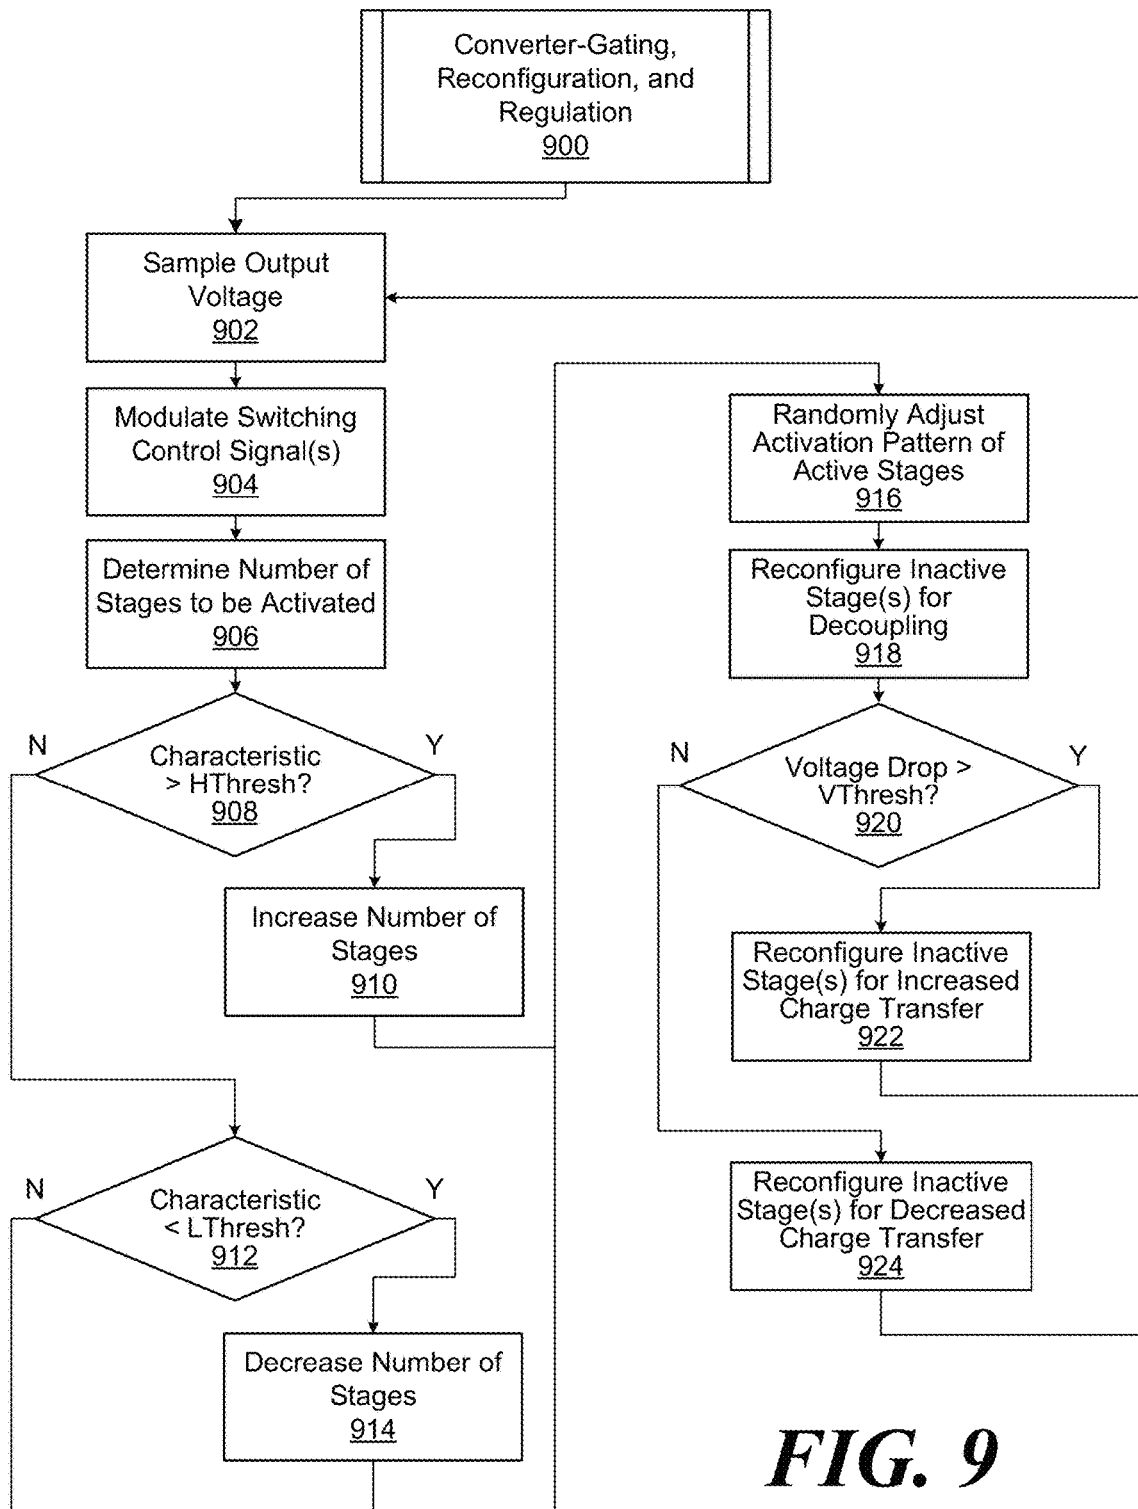 Converter-Gating,
Reconfiguration, and
Regulation
900
Sample Output
Voltage
902
Modulate Switching
Control Signal(s)
904
Determine Number of
Stages to be Activated
906
N
Y
Characteristic
> HThresh?
908
Increase Number of
Stages
910
N
Y
Characteristic
< LThresh?
912
Decrease Number of
Stages
914
Randomly Adjust
Activation Pattern of
Active Stages
916
Reconfigure Inactive
Stage(s) for
Decoupling
918
N
Y
Voltage Drop >
VThresh?
920
Reconfigure Inactive
Stage(s) for Increased
Charge Transfer
922
Reconfigure Inactive
Stage(s) for Decreased
Charge Transfer
924
FIG. 9